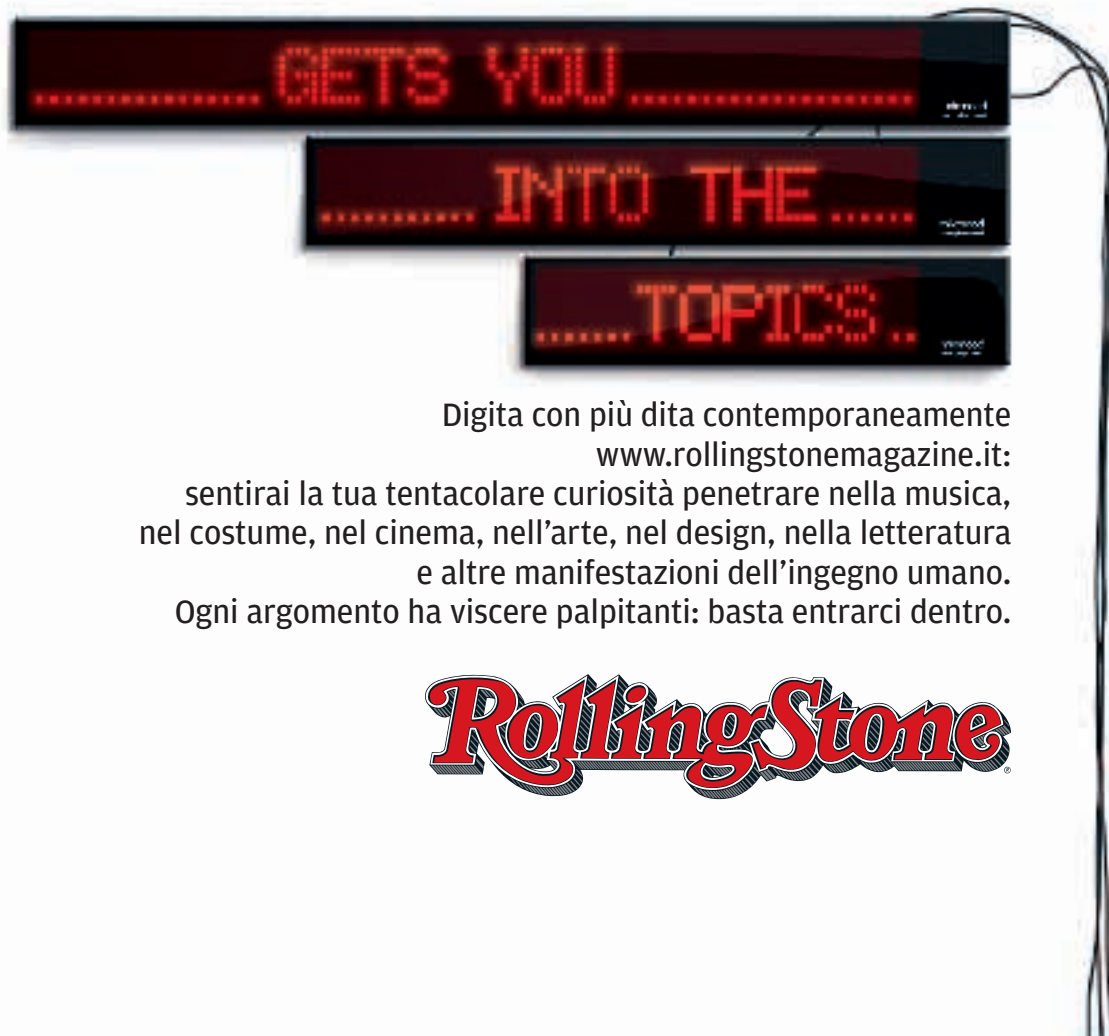 ............... GETS YOU ...................
........... INTO THE ......
....... TOPICS ..
Digita con più dita contemporaneamente
www.rollingstonemagazine.it:
sentirai la tua tentacolare curiosità penetrare nella musica,
nel costume, nel cinema, nell’arte, nel design, nella letteratura
e altre manifestazioni dell’ingegno umano.
Ogni argomento ha viscere palpitanti: basta entrarci dentro.
RollingStone
®